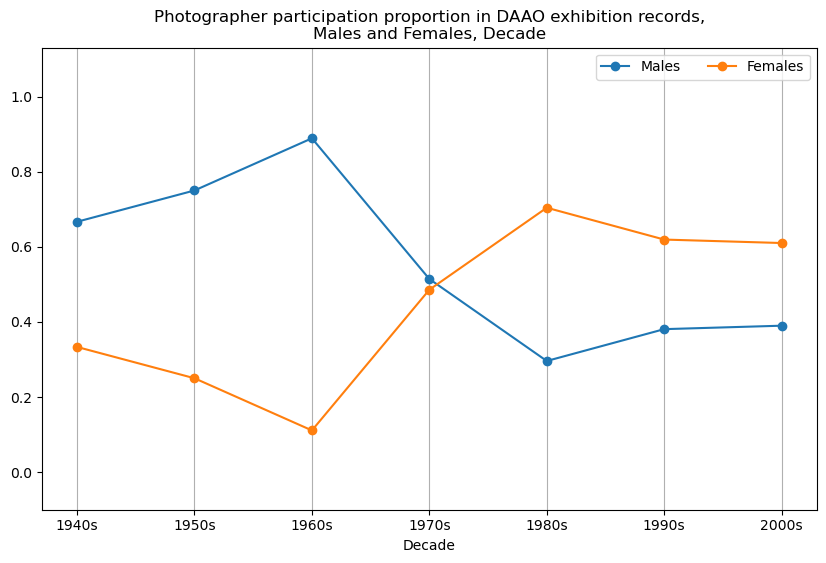 Photographer participation proportion in DAAO exhibition records,
Males and Females, Decade
Males
Females
1.0
0.8
0.6
0.4
0.2
0.0
1940s
1950s
1960s
1970s
1980s
1990s
2000s
Decade